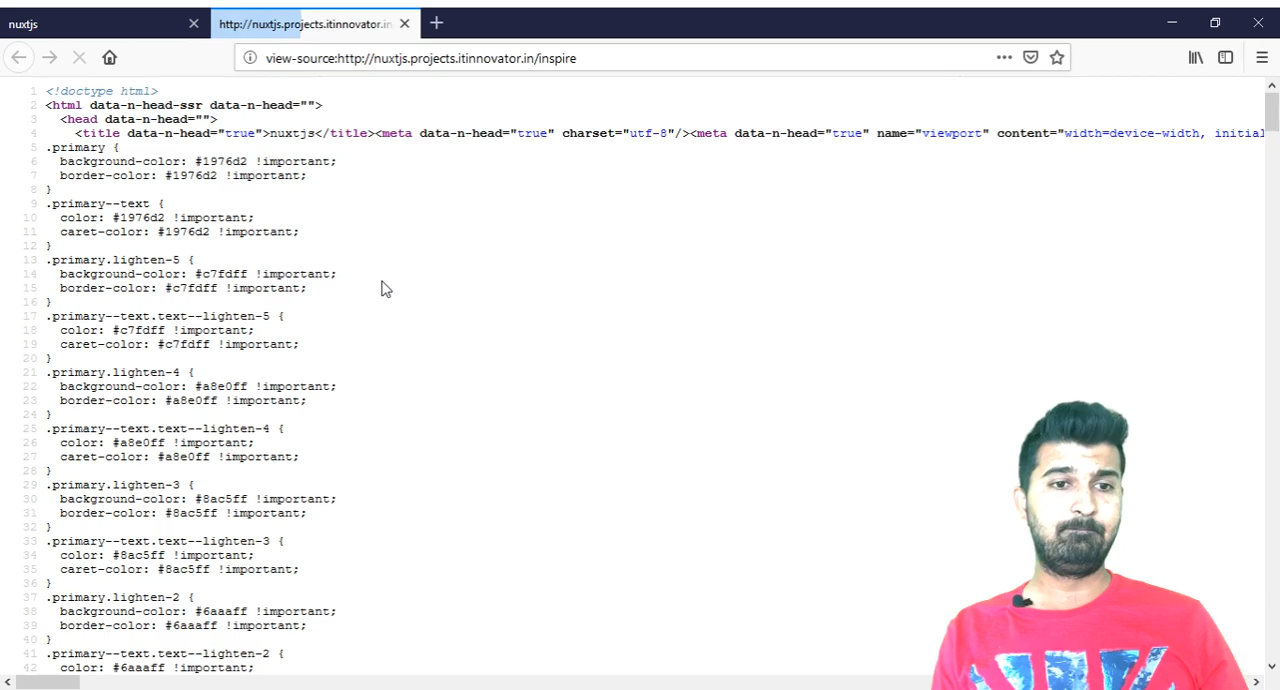 nuxtjs
http://nuxtjs.projects.itinnovator.in
view-source:http://nuxtjs.projects.itinnovator.in/inspire
1 <!doctype html>
2 <html data-n-head-ssr data-n-head="">
3 <head data-n-head="">
4 <title data-n-head="true">nuxtjs</title><meta data-n-head="true" charset="utf-8"/><meta data-n-head="true" name="viewport" content="width=device-width, initial
5 .primary {
6 background-color: #1976d2 !important;
7 border-color: #1976d2 !important;
8 }
9 .primary--text {
10 color: #1976d2 !important;
11 caret-color: #1976d2 !important;
12 }
13 .primary.lighten-5 {
14 background-color: #c7fdff !important;
15 border-color: #c7fdff !important;
16 }
17 .primary--text.text--lighten-5 {
18 color: #c7fdff !important;
19 caret-color: #c7fdff !important;
20 }
21 .primary.lighten-4 {
22 background-color: #a8e0ff !important;
23 border-color: #a8e0ff !important;
24 }
25 .primary--text.text--lighten-4 {
26 color: #a8e0ff !important;
27 caret-color: #a8e0ff !important;
28 }
29 .primary.lighten-3 {
30 background-color: #8ac5ff !important;
31 border-color: #8ac5ff !important;
32 }
33 .primary--text.text--lighten-3 {
34 color: #8ac5ff !important;
35 caret-color: #8ac5ff !important;
36 }
37 .primary.lighten-2 {
38 background-color: #6aaaff !important;
39 border-color: #6aaaff !important;
40 }
41 .primary--text.text--lighten-2 {
42 color: #6aaaff !important;